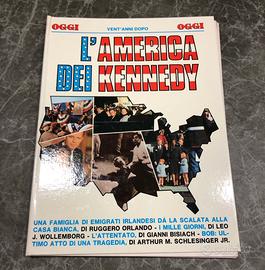 OGGI VENT'ANNI DOPO OGGI
L'AMERICA
DEI KENNEDY
UNA FAMIGLIA DI EMIGRATI IRLANDESI DÀ LA SCALATA ALLA
CASA BIANCA, DI RUGGERO ORLANDO - I MILLE GIORNI, DI LEO
J. WOLLEMBORG - L'ATTENTATO, DI GIANNI BISIACH - BOB: UL-
TIMO ATTO DI UNA TRAGEDIA, DI ARTHUR M. SCHLESINGER JR.